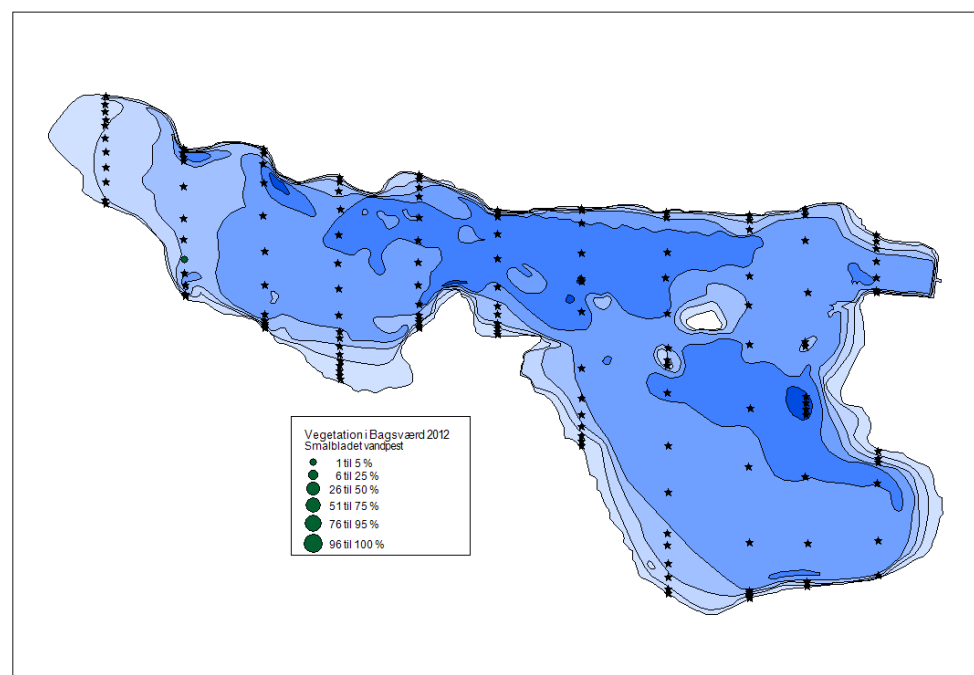 Vegetation i Bagsværd 2012
Smalbladet vandpest
1 til 5 %
6 til 25 %
26 til 50 %
51 til 75 %
76 til 95 %
96 til 100 %